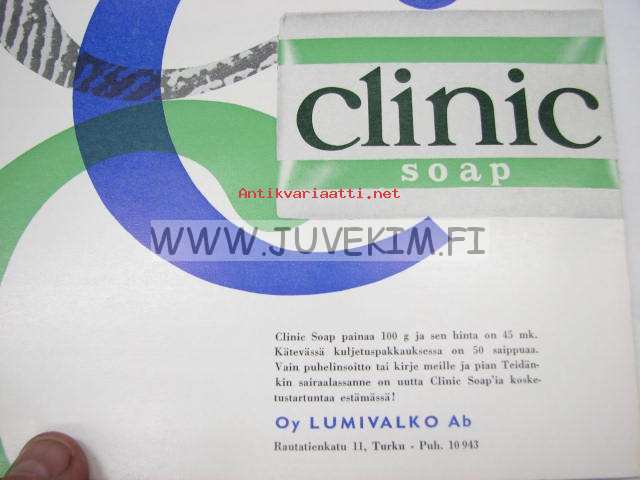 clinic
soap
Antikvariaatti.net
WWW.JUVEKIM.FI
Clinic Soap painaa 100 g ja sen hinta on 45 mk.
Kätevässä kuljetuspakkauksessa on 50 saippuaa.
Vain puhelinsoitto tai kirje meille ja pian Teidän-
kin sairaalassanne on uutta Clinic Soap'ia koske-
tustartuntaa estämässä!
Oy LUMIVALKO Ab
Rautatienkatu 11, Turku - Puh. 10 943